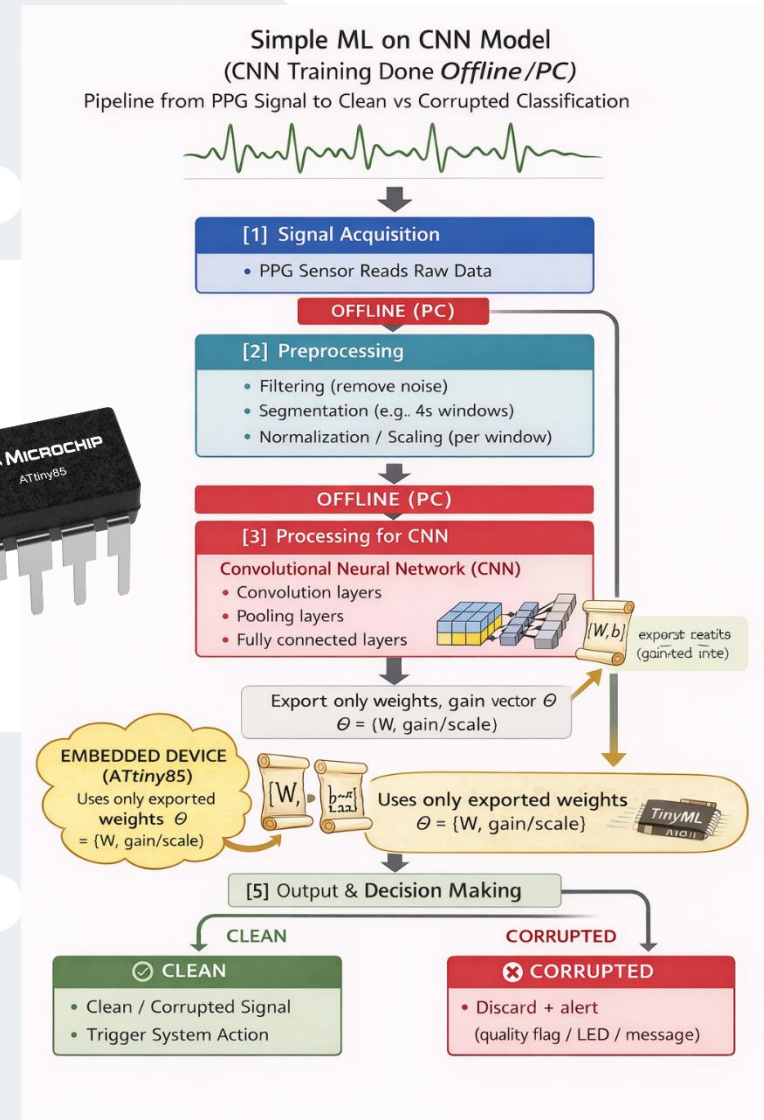 Simple ML on CNN Model
(CNN Training Done Offline/PC)
Pipeline from PPG Signal to Clean vs Corrupted Classification
[1] Signal Acquisition
• PPG Sensor Reads Raw Data
OFFLINE (PC)
[2] Preprocessing
• Filtering (remove noise)
• Segmentation (e.g.. 4s windows)
• Normalization / Scaling (per window)
MICROCHIP
ATtiny85
OFFLINE (PC)
[3] Processing for CNN
Convolutional Neural Network (CNN)
• Convolution layers
• Pooling layers
• Fully connected layers
[W,b]
Export only weights, gain vector Θ
Θ = {W, gain/scale)
EMBEDDED DEVICE
(ATtiny85)
Uses only exported
weights Θ
= {W, gain/scale)
[W,
Uses only exported weights
Θ = {W, gain/scale}
TinyML
[5] Output & Decision Making
CLEAN
CORRUPTED
CLEAN
• Clean / Corrupted Signal
• Trigger System Action
CORRUPTED
• Discard + alert
(quality flag / LED / message)